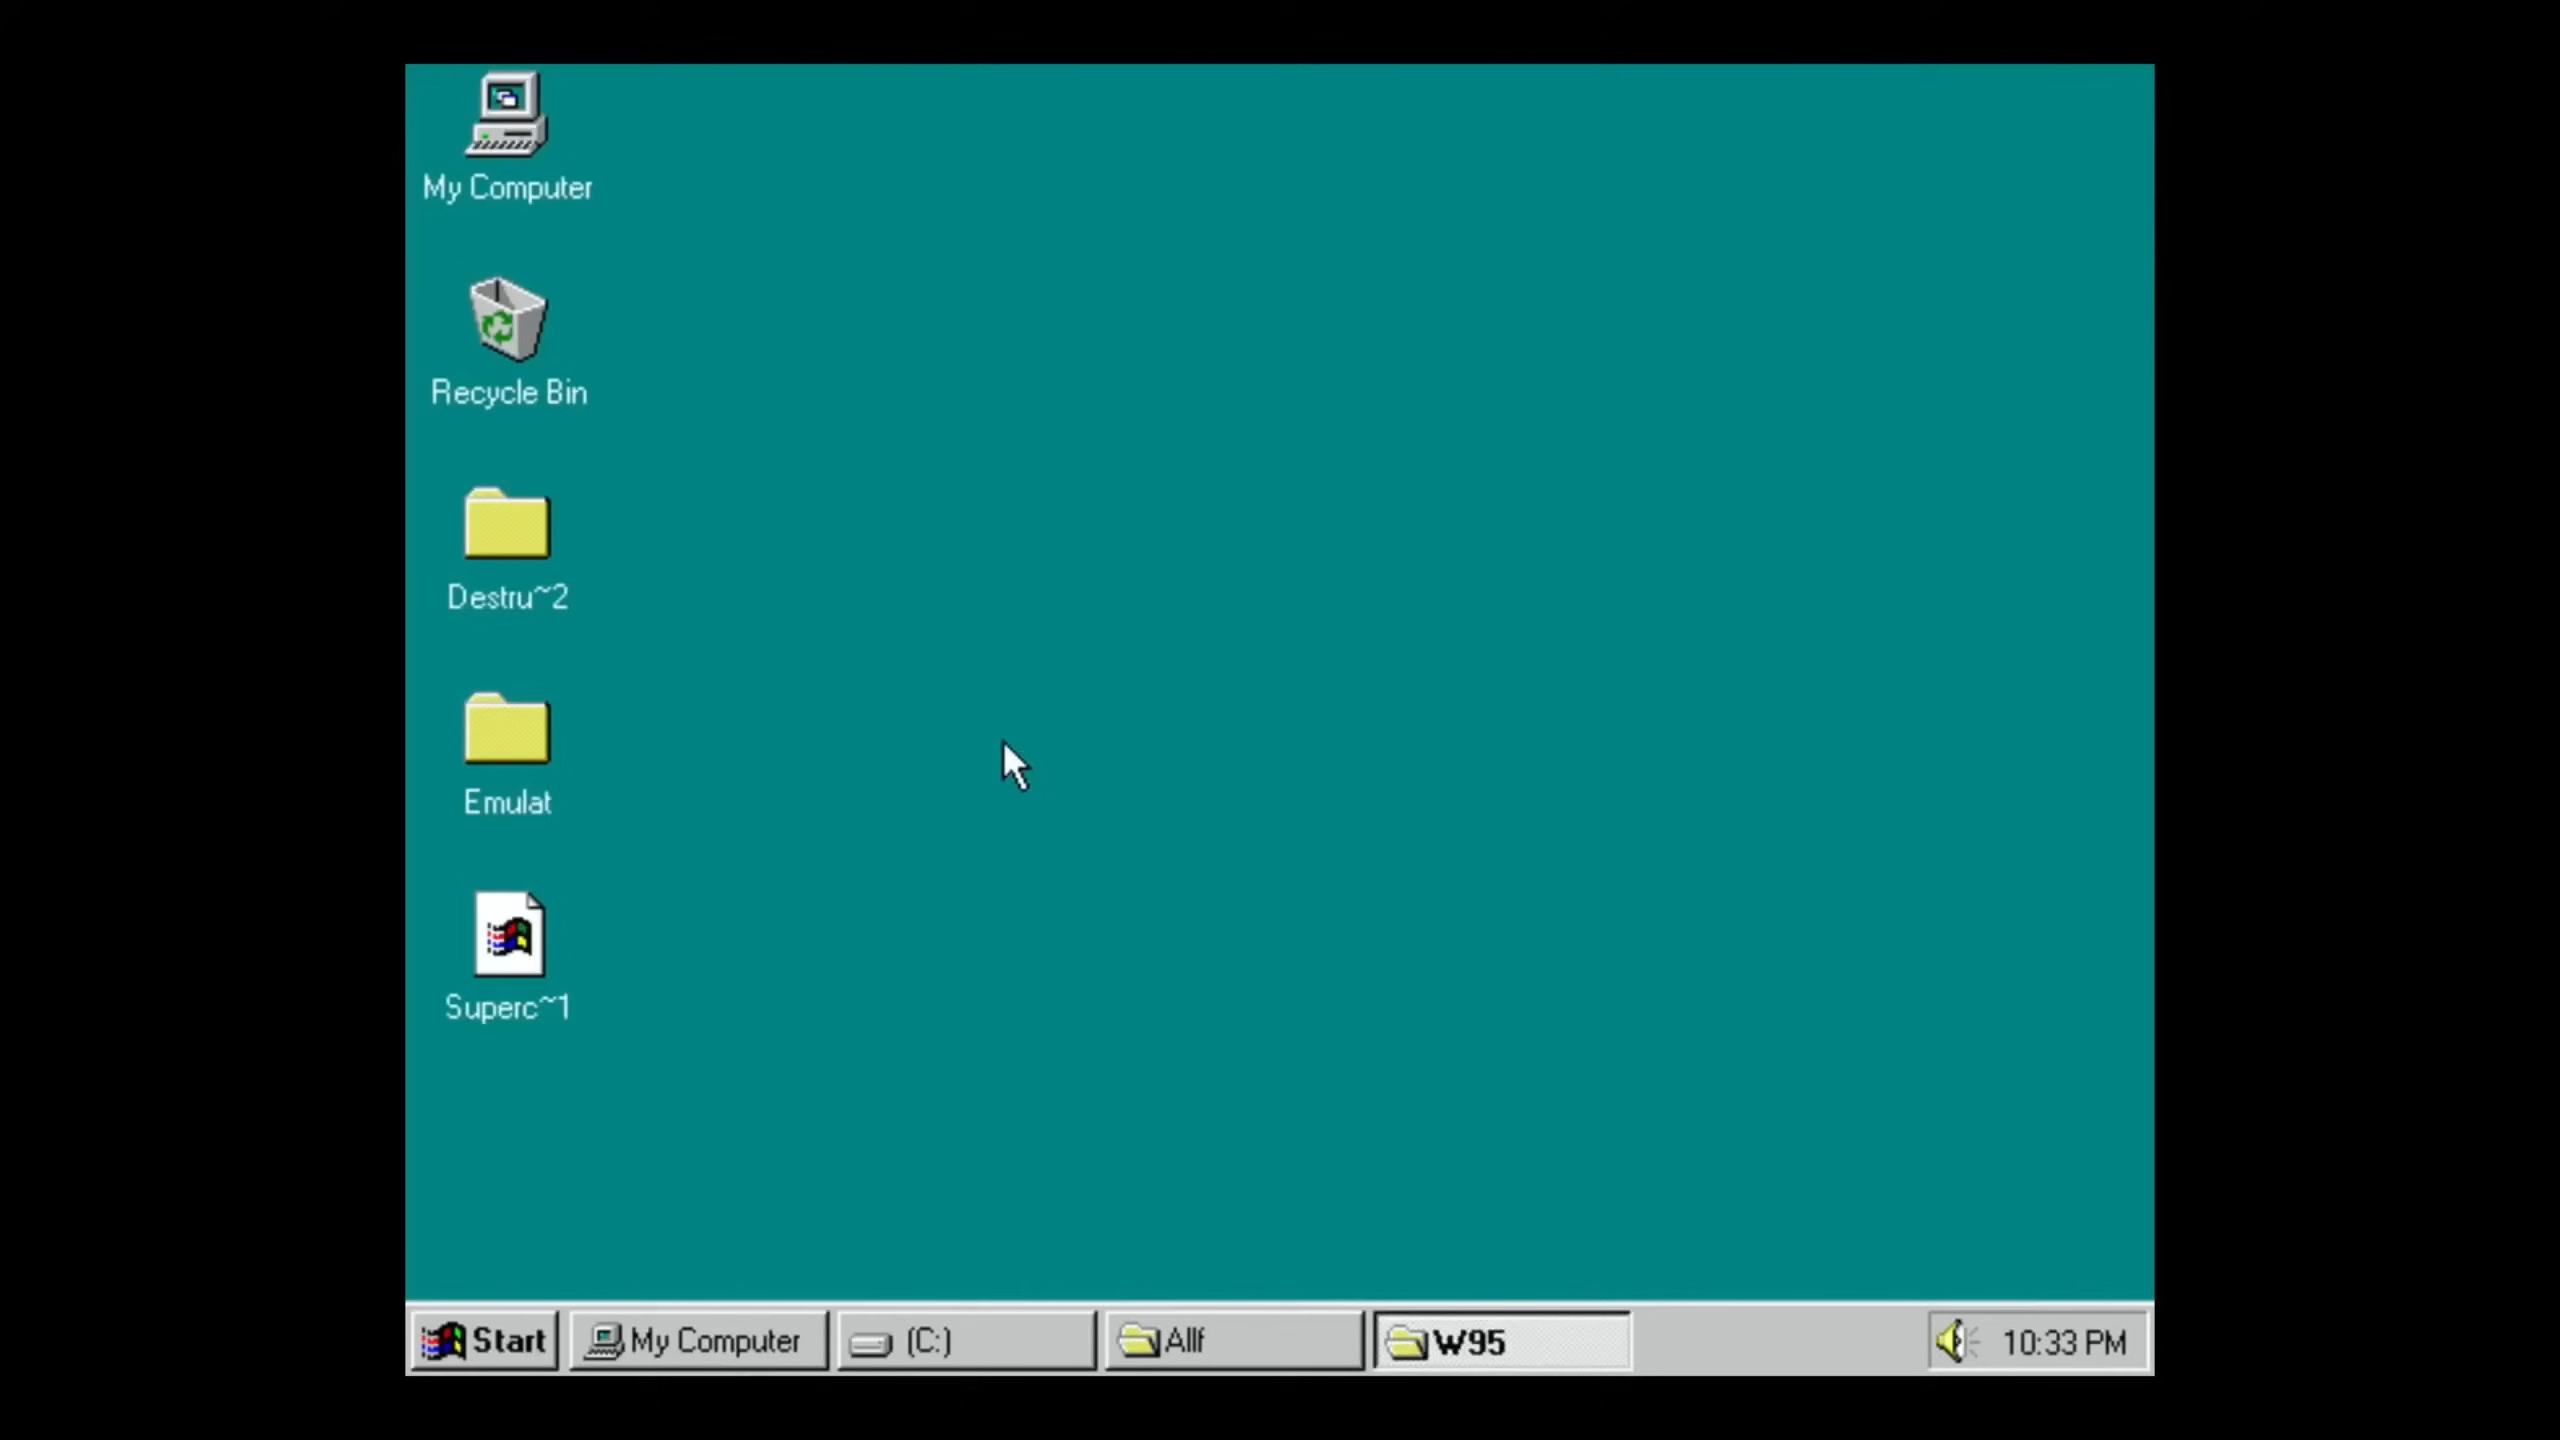 My Computer
Recycle Bin
Destru~2
Emulat
Superc~1
Start My Computer (C:) Allf W95 10:33 PM